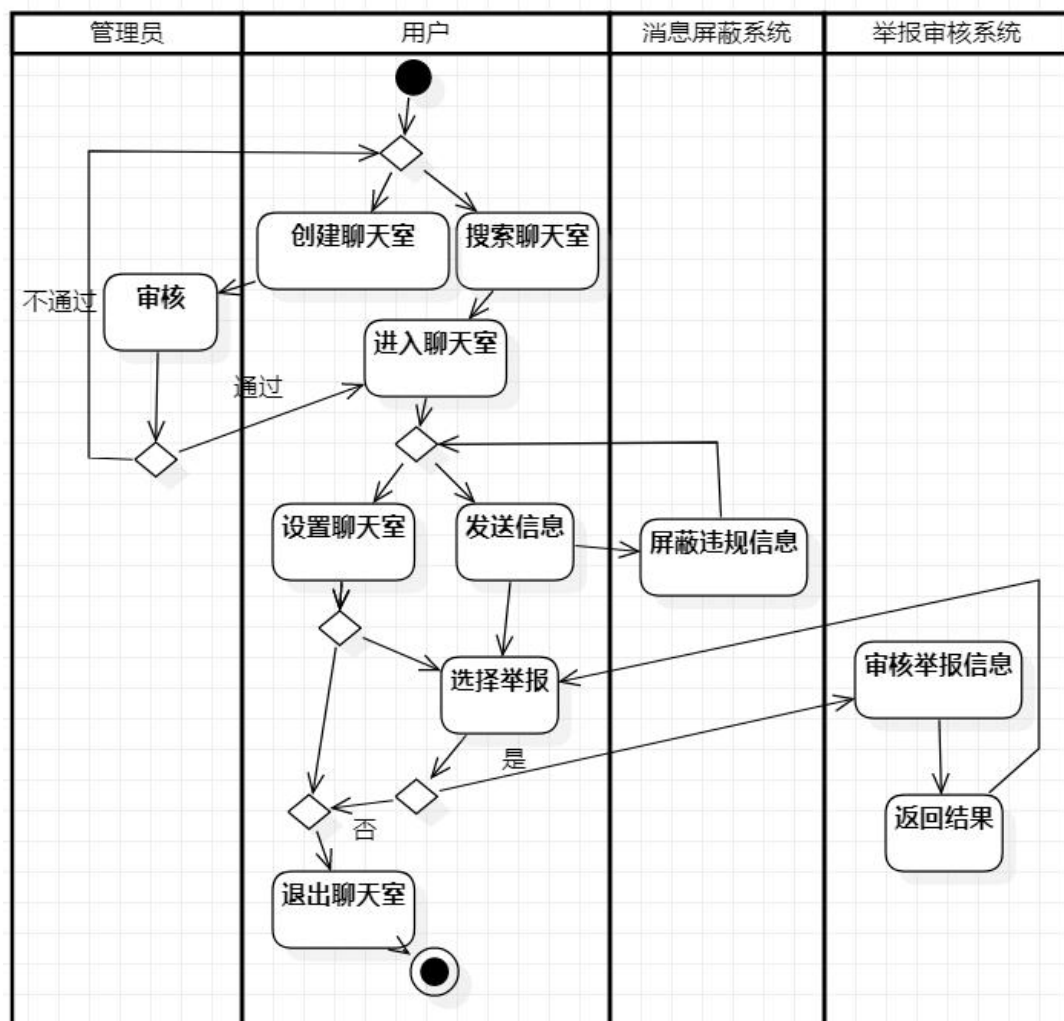 管理员
用户
消息屏蔽系统
举报审核系统
创建聊天室
搜索聊天室
审核
不通过
进入聊天室
通过
设置聊天室
发送信息
屏蔽违规信息
选择举报
审核举报信息
是
返回结果
否
退出聊天室